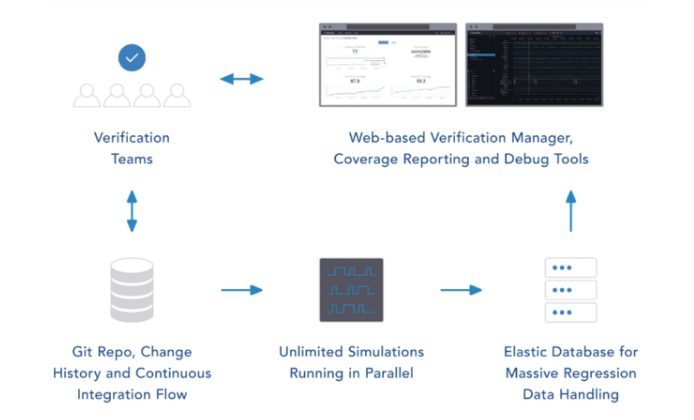 complete
Verification
Teams
Web-based Verification Manager,
Coverage Reporting and Debug Tools
Git Repo, Change
History and Continuous
Integration Flow
Unlimited Simulations
Running in Parallel
Elastic Database for
Massive Regression
Data Handling